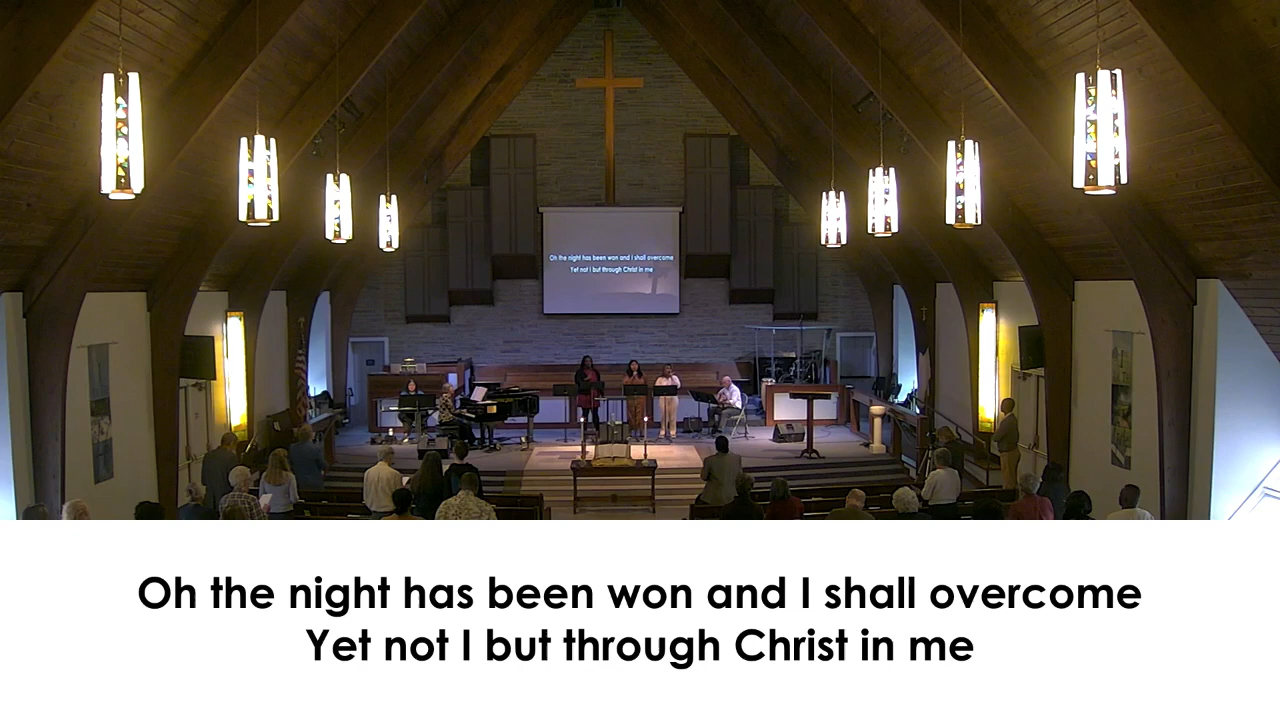 Oh the night has been won and I shall overcome
Yet not I but through Christ in me
Oh the night has been won and I shall overcome
Yet not I but through Christ in me